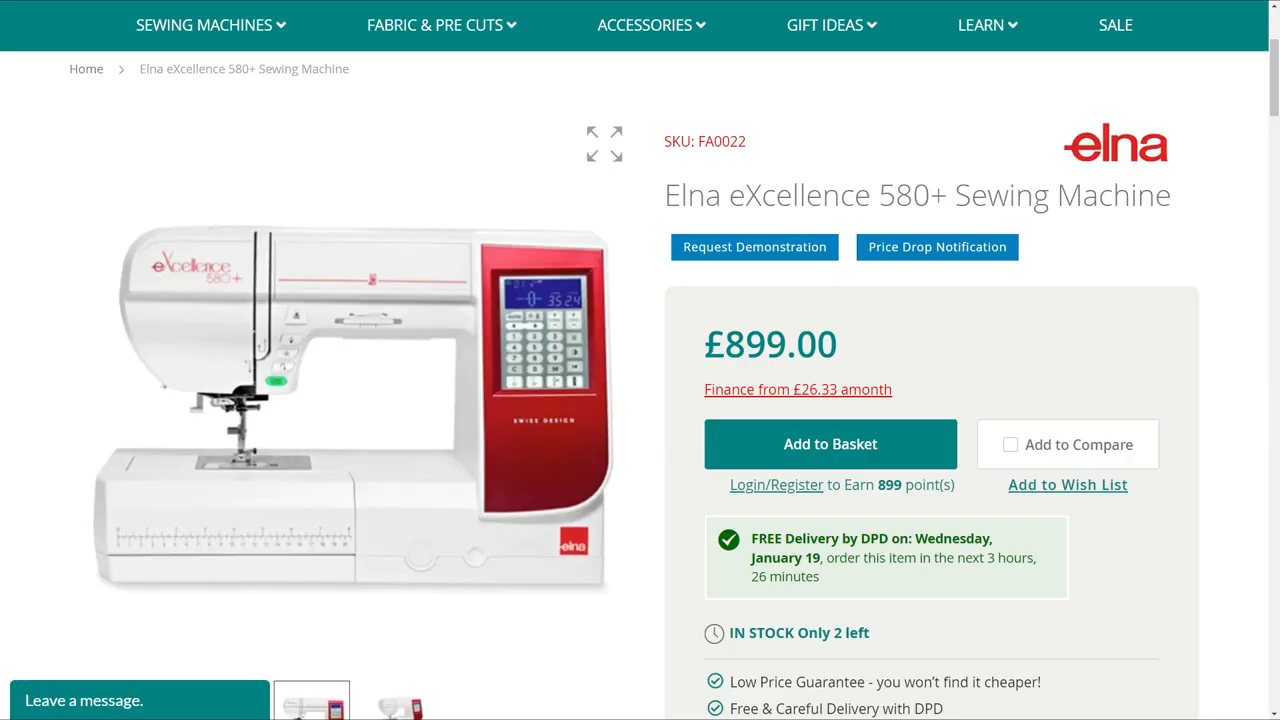 SEWING MACHINES
FABRIC & PRE CUTS
ACCESSORIES
GIFT IDEAS
LEARN
SALE
Home
Elna eXcellence 580+ Sewing Machine
SKU: FA0022
elna
Elna eXcellence 580+ Sewing Machine
Request Demonstration
Price Drop Notification
eXcellence
580+
SWISS DESIGN
elna
£899.00
Finance from £26.33 amonth
Add to Basket
Add to Compare
Login/Register to Earn 899 point(s)
Add to Wish List
FREE Delivery by DPD on: Wednesday,
January 19, order this item in the next 3 hours,
26 minutes
IN STOCK Only 2 left
Low Price Guarantee - you won't find it cheaper!
Free & Careful Delivery with DPD
Leave a message.